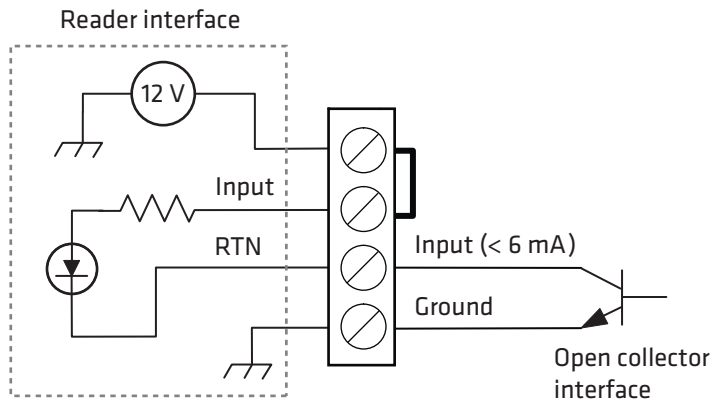 Reader interface
12 V
Input
RTN
Input (< 6 mA)
Ground
Open collector
interface